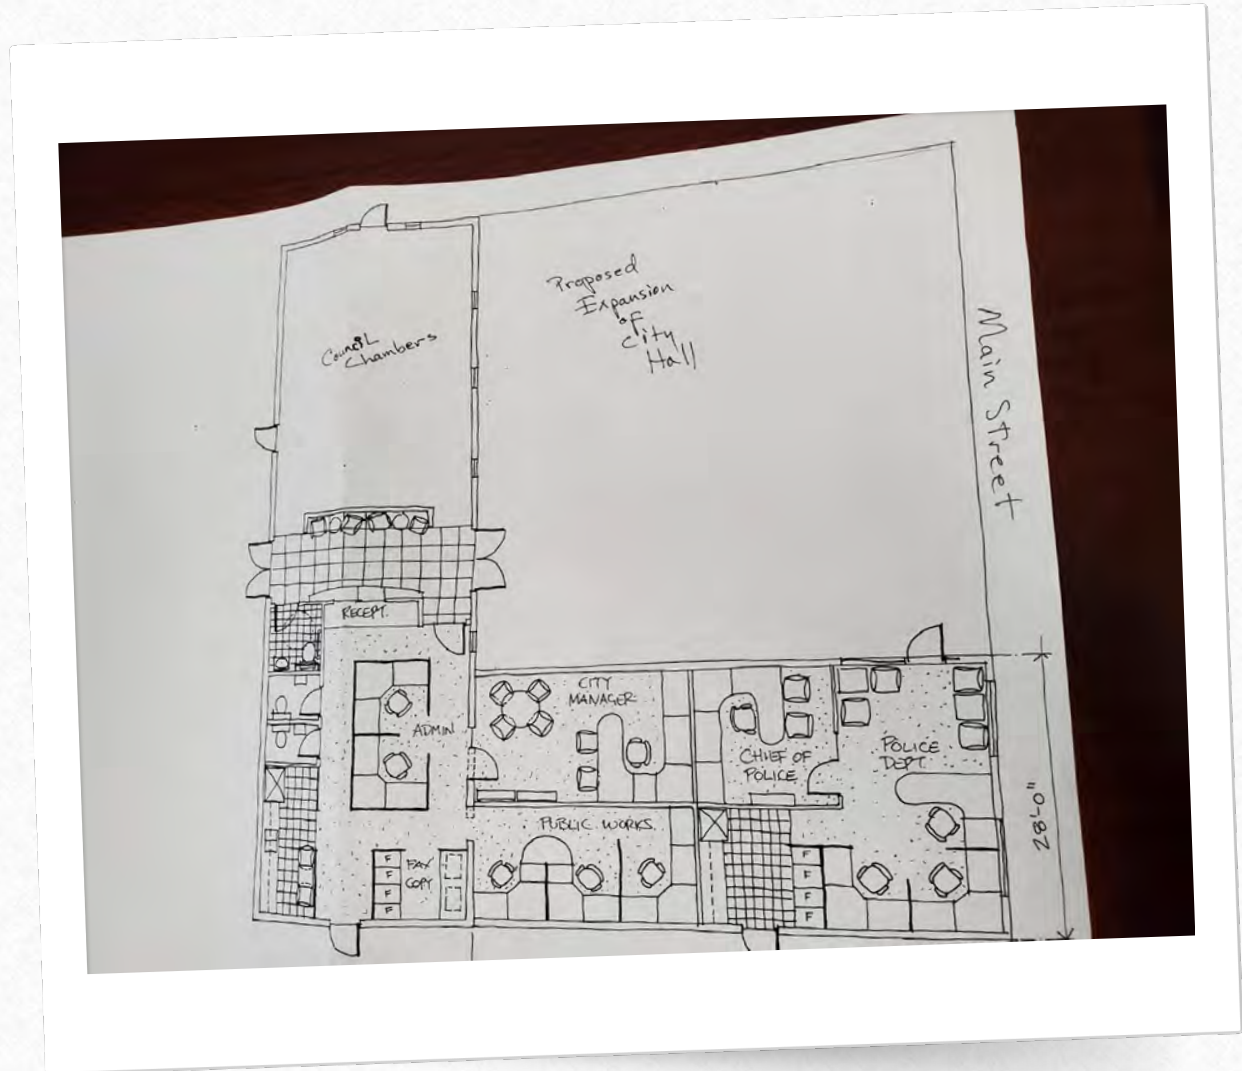 Proposed
Expansion
of
City
Hall
Main Street
Council
Chambers
RECEPT.
ADMIN
CITY
MANAGER
CHIEF OF
POLICE
POLICE
DEPT.
PUBLIC WORKS
FAX
COPY
F
F
F
F
F
F
F
F
28'-0"